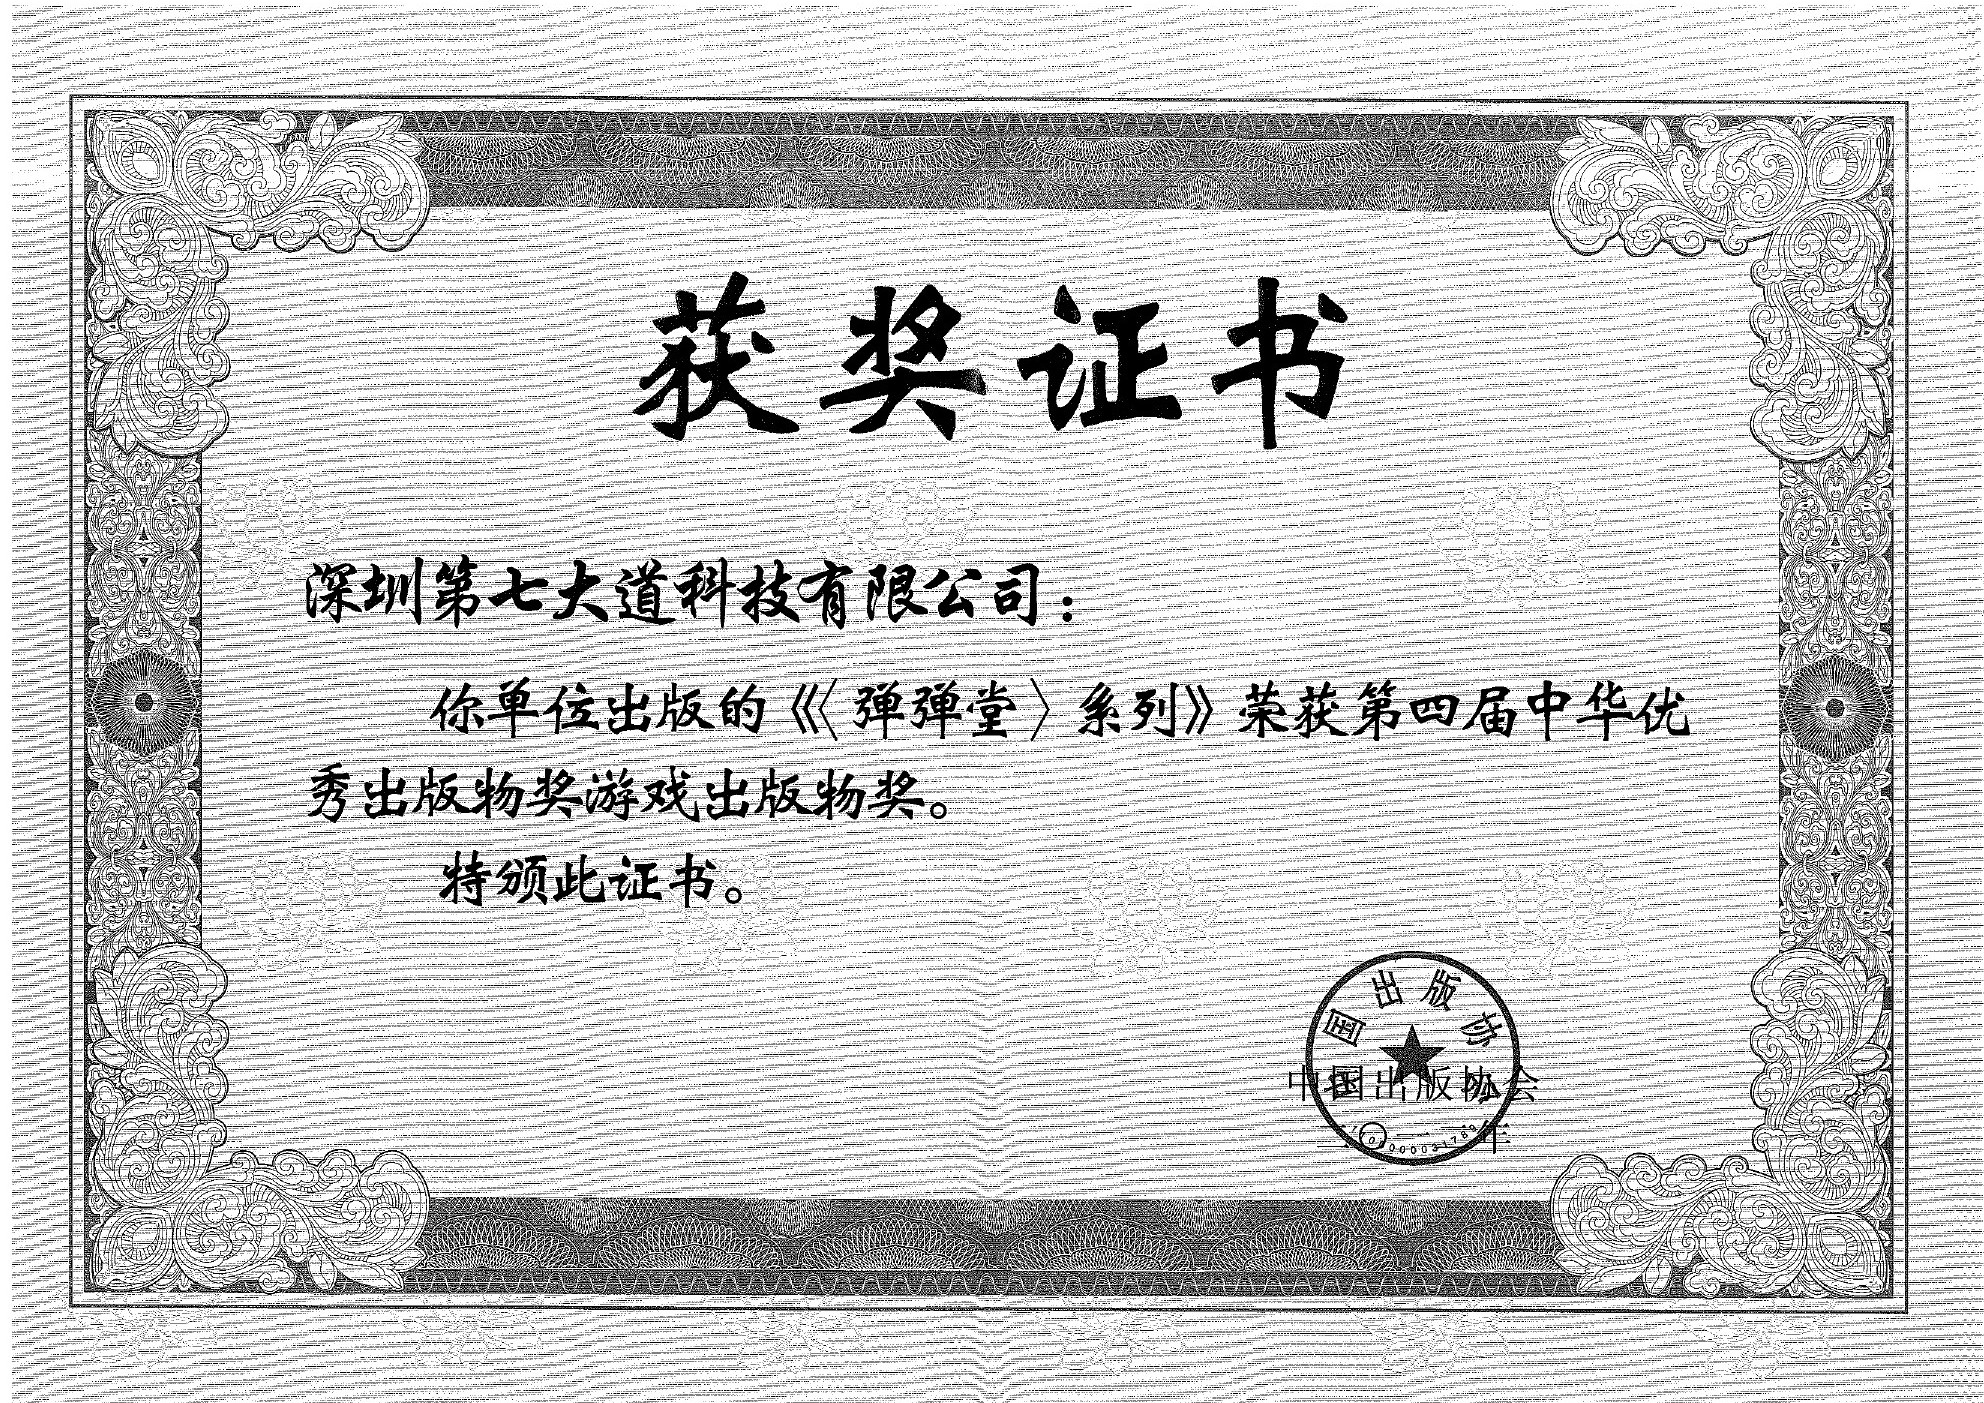 获奖证书
深圳第七大道科技有限公司：
你单位出版的《〈弹弹堂〉系列》荣获第四届中华优
秀出版物奖游戏出版物奖。
特颁此证书。
国出版协
中国出版协会